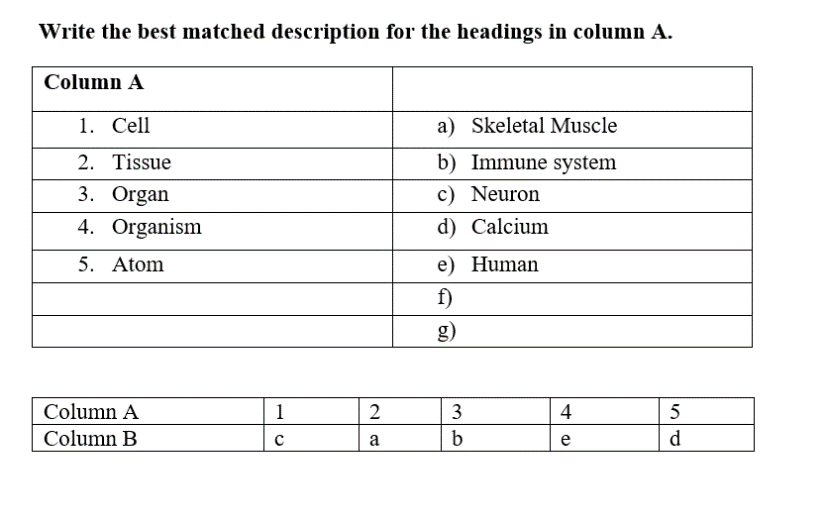 Write the best matched description for the headings in column A.
Column A
1. Cell a) Skeletal Muscle
2. Tissue b) Immune system
3. Organ c) Neuron
4. Organism d) Calcium
5. Atom e) Human
f)
g)
Column A 1 2 3 4 5
Column B c a b e d